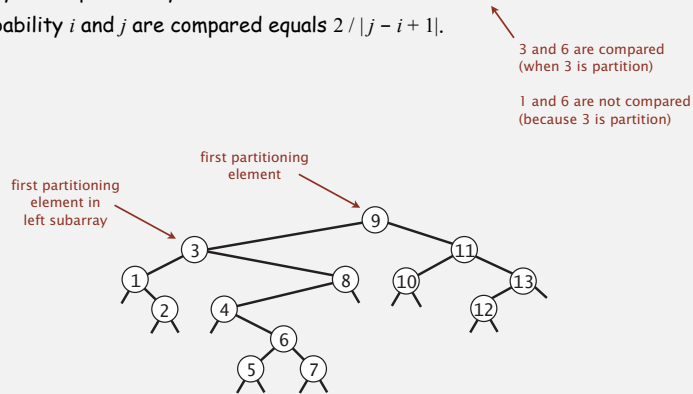 bability i and j are compared equals 2 / | j – i + 1|.
3 and 6 are compared
(when 3 is partition)
1 and 6 are not compared
(because 3 is partition)
first partitioning
element
first partitioning
element in
left subarray
9
3
11
1
8
10
13
2
4
12
6
5
7